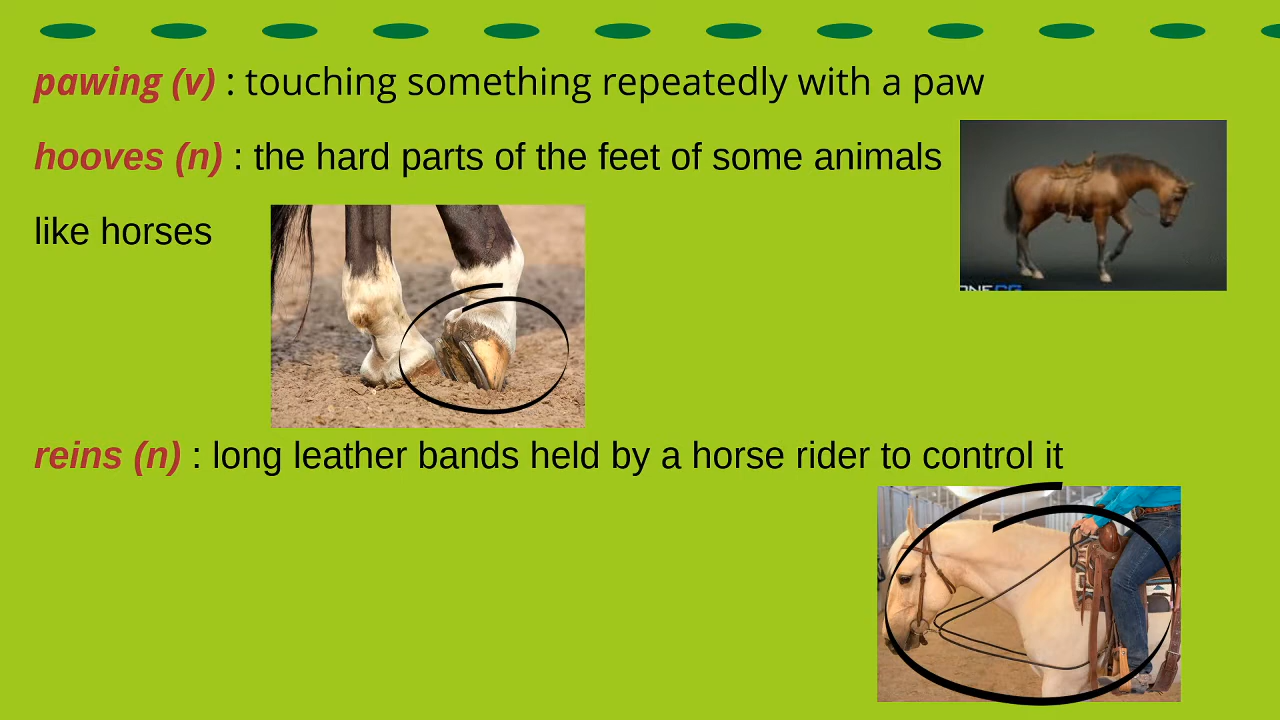 pawing (v) : touching something repeatedly with a paw
hooves (n) : the hard parts of the feet of some animals
like horses
reins (n) : long leather bands held by a horse rider to control it